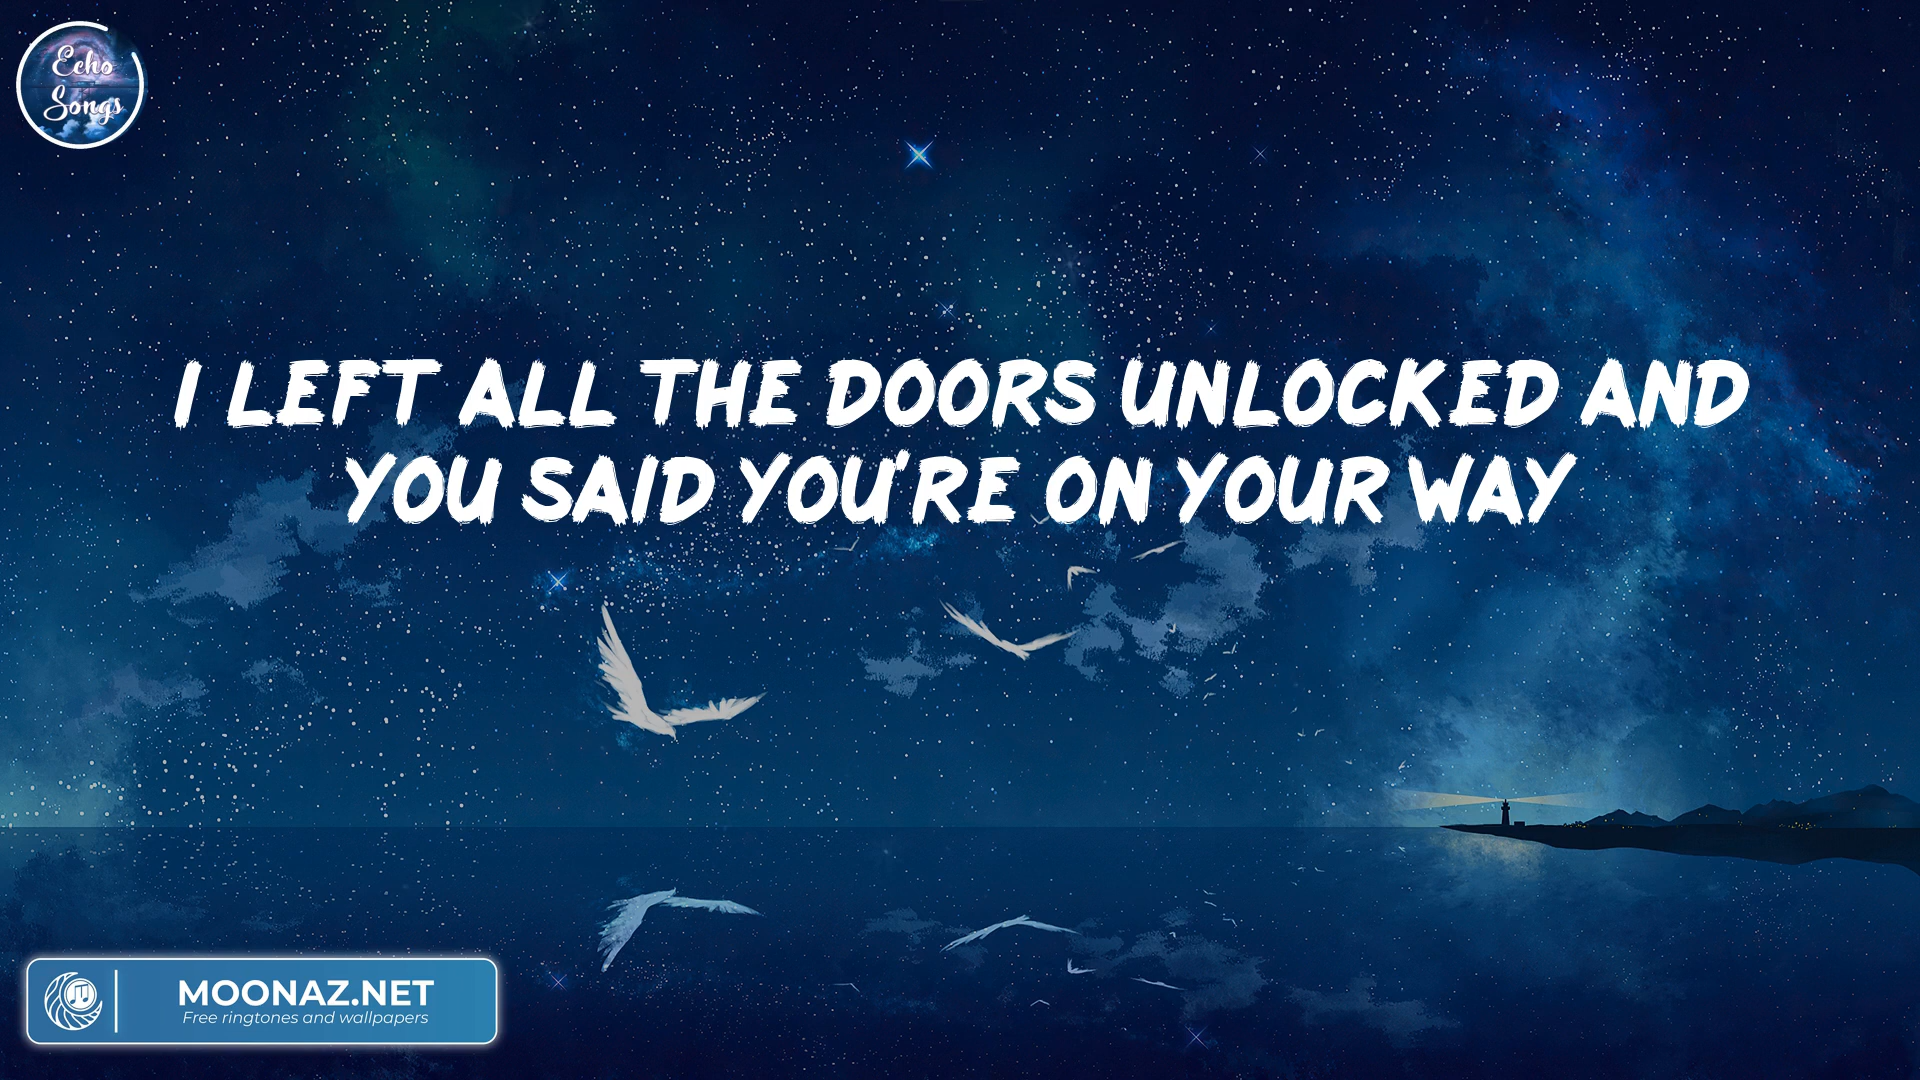 Echo
Songs
I LEFT ALL THE DOORS UNLOCKED AND
YOU SAID YOU'RE ON YOUR WAY
MOONAZ.NET
Free ringtones and wallpapers